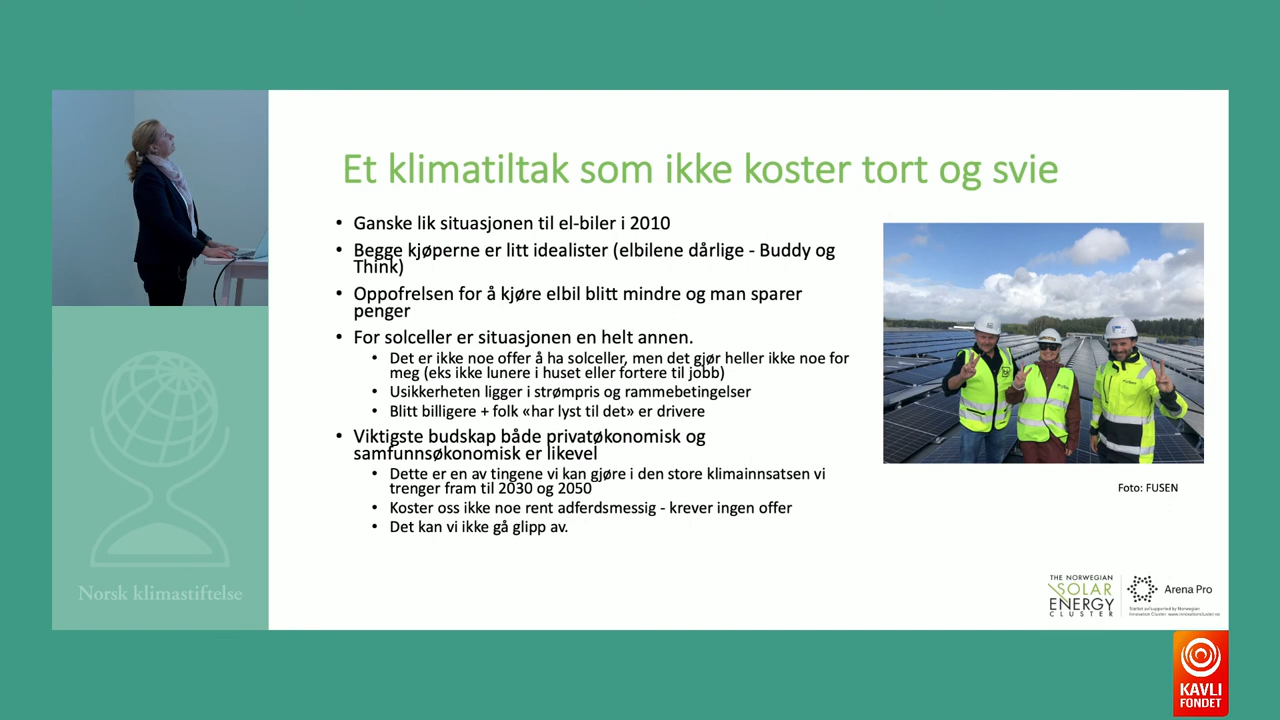 Et klimatiltak som ikke koster tort og svie
• Ganske lik situasjonen til el-biler i 2010
• Begge kjøperne er litt idealister (elbilene dårlige - Buddy og
Think)
• Oppofrelsen for å kjøre elbil blitt mindre og man sparer
penger
• For solceller er situasjonen en helt annen.
• Det er ikke noe offer å ha solceller, men det gjør heller ikke noe for
meg (eks ikke lunere i huset eller fortere til jobb)
• Usikkerheten ligger i strømpris og rammebetingelser
• Blitt billigere + folk «har lyst til det» er drivere
• Viktigste budskap både privatøkonomisk og
samfunnsøkonomisk er likevel
• Dette er en av tingene vi kan gjøre i den store klimainnsatsen vi
trenger fram til 2030 og 2050
• Koster oss ikke noe rent adferdsmessig - krever ingen offer
• Det kan vi ikke gå glipp av.
Foto: FUSEN
Norsk klimastiftelse
THE NORWEGIAN
SOLAR
ENERGY
CLUSTER
Arena Pro
Innovation Cluster. www.innovationcluster.no
KAVLI
FONDET